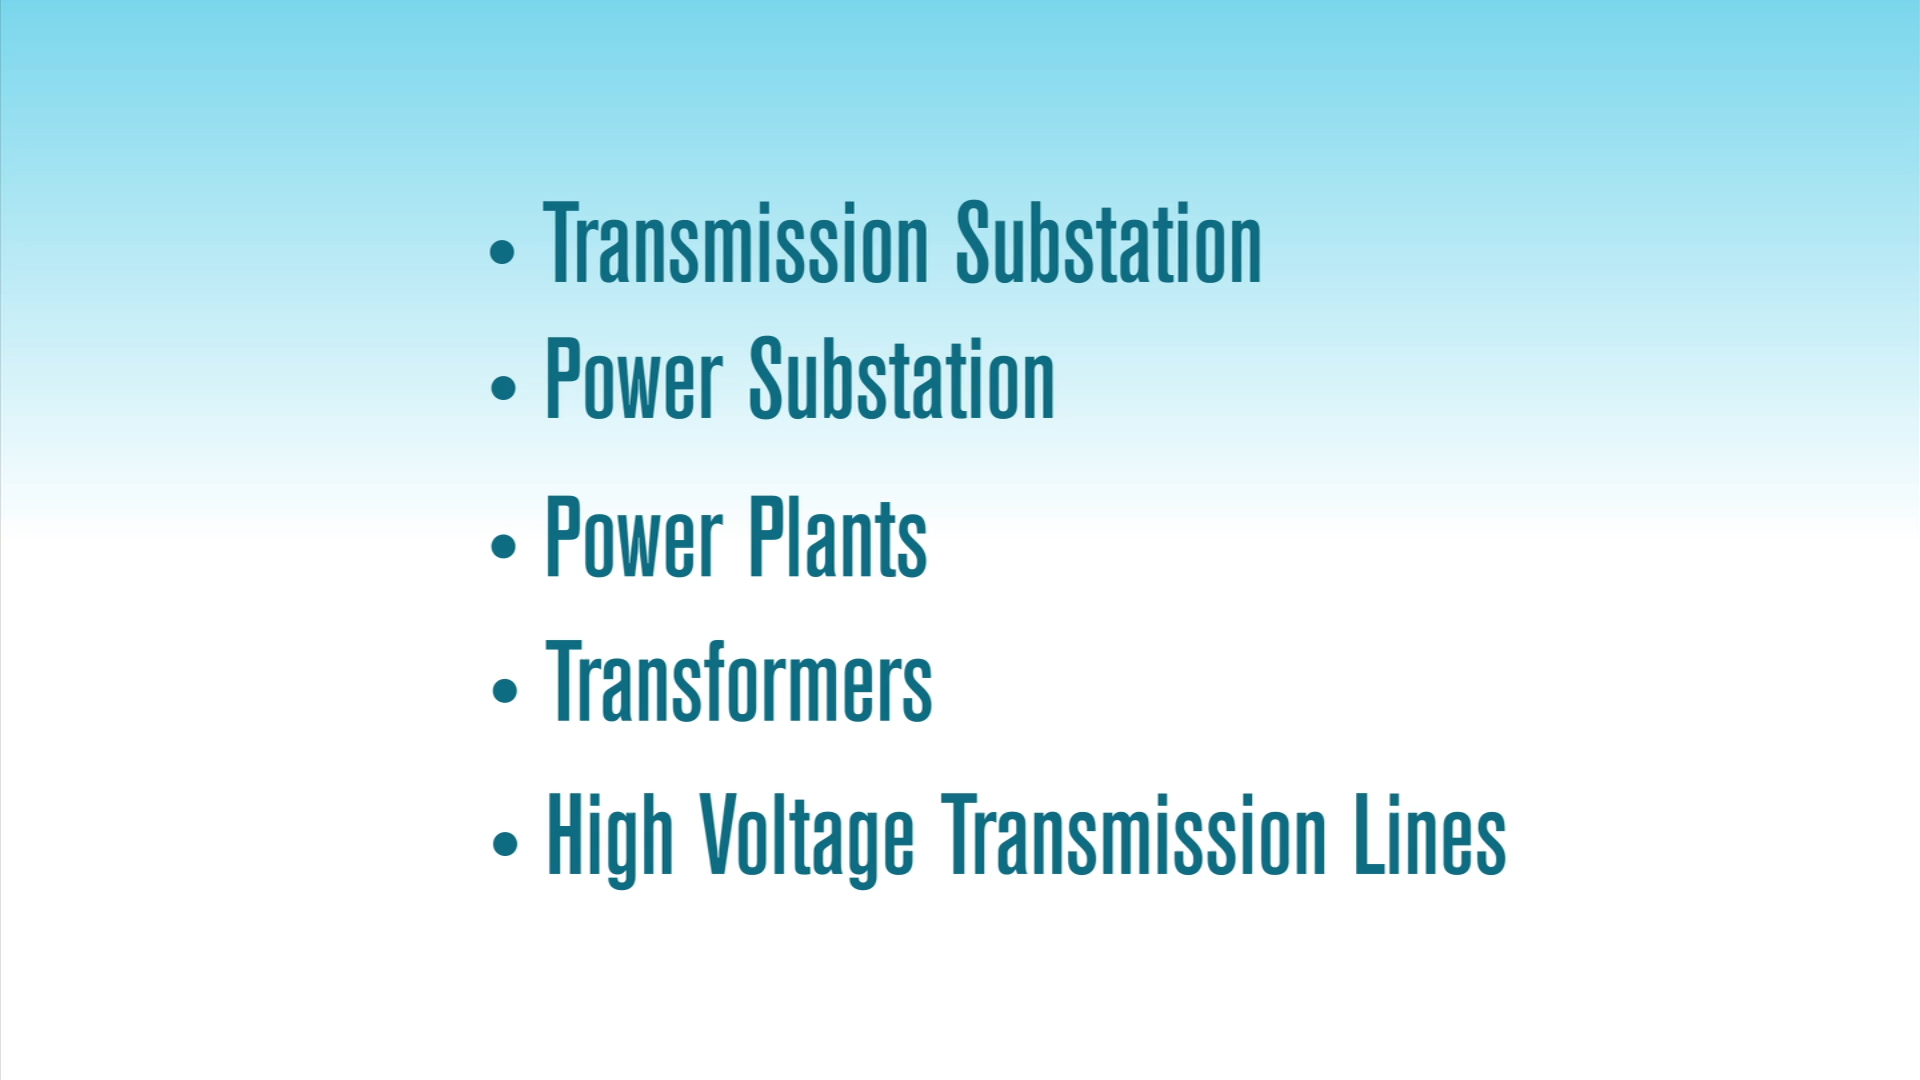 • Transmission Substation
• Power Substation
• Power Plants
• Transformers
• High Voltage Transmission Lines